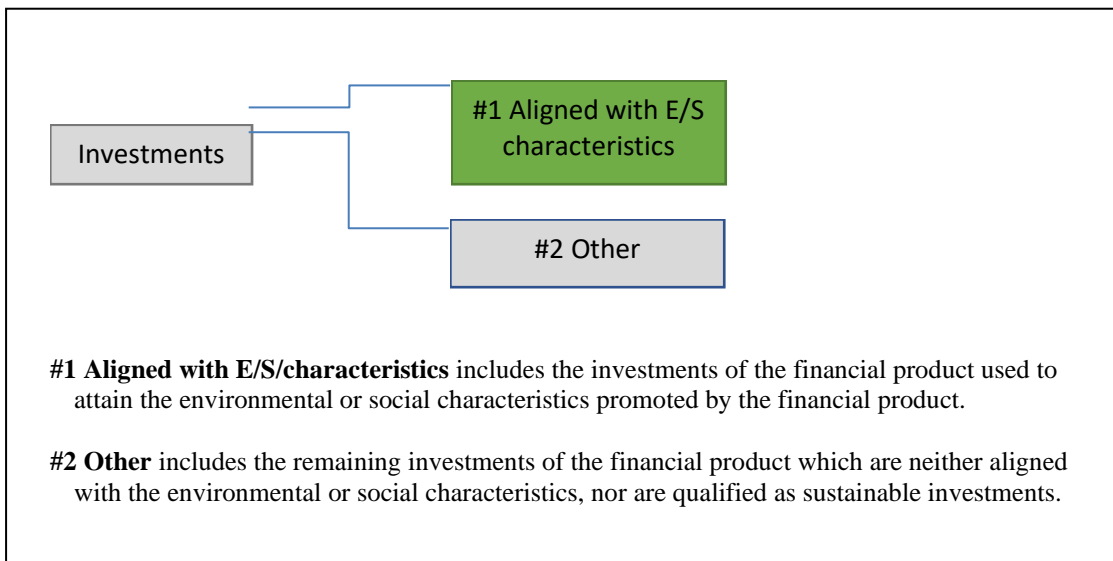 #1 Aligned with E/S
characteristics
Investments
#2 Other
#1 Aligned with E/S/characteristics includes the investments of the financial product used to
attain the environmental or social characteristics promoted by the financial product.
#2 Other includes the remaining investments of the financial product which are neither aligned
with the environmental or social characteristics, nor are qualified as sustainable investments.